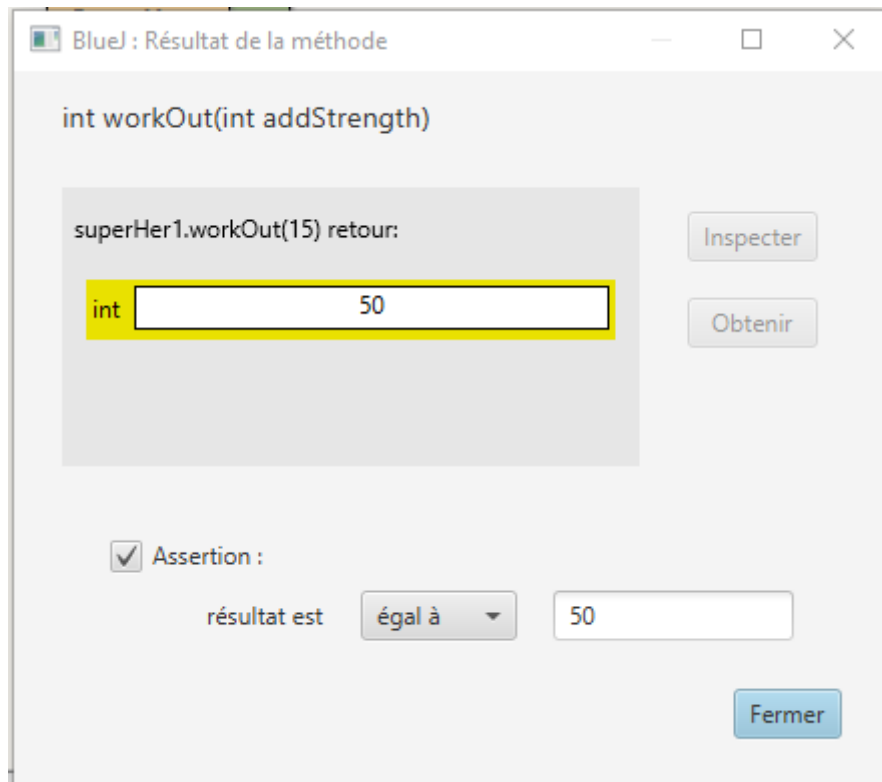 BlueJ : Résultat de la méthode
int workOut(int addStrength)
superHer1.workOut(15) retour:
Inspecter
int 50
Obtenir
Assertion :
résultat est égal à 50
Fermer